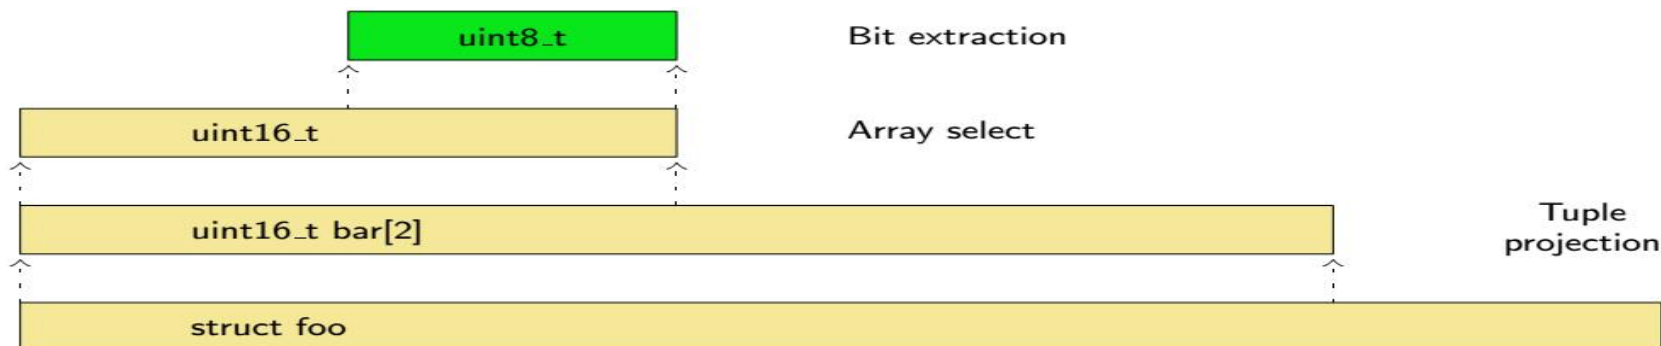 uint8_t
Bit extraction
uint16_t
Array select
uint16_t bar[2]
Tuple
projection
struct foo